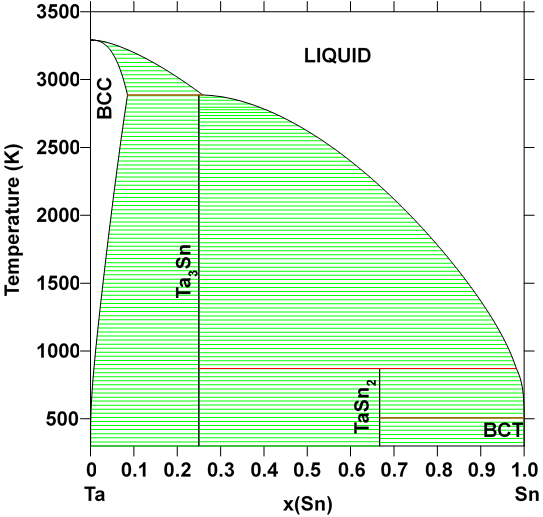 3500
3000
2500
2000
1500
1000
500
Temperature (K)
LIQUID
BCC
Ta₃Sn
TaSn₂
BCT
0 0.1 0.2 0.3 0.4 0.5 0.6 0.7 0.8 0.9 1.0
Ta x(Sn) Sn